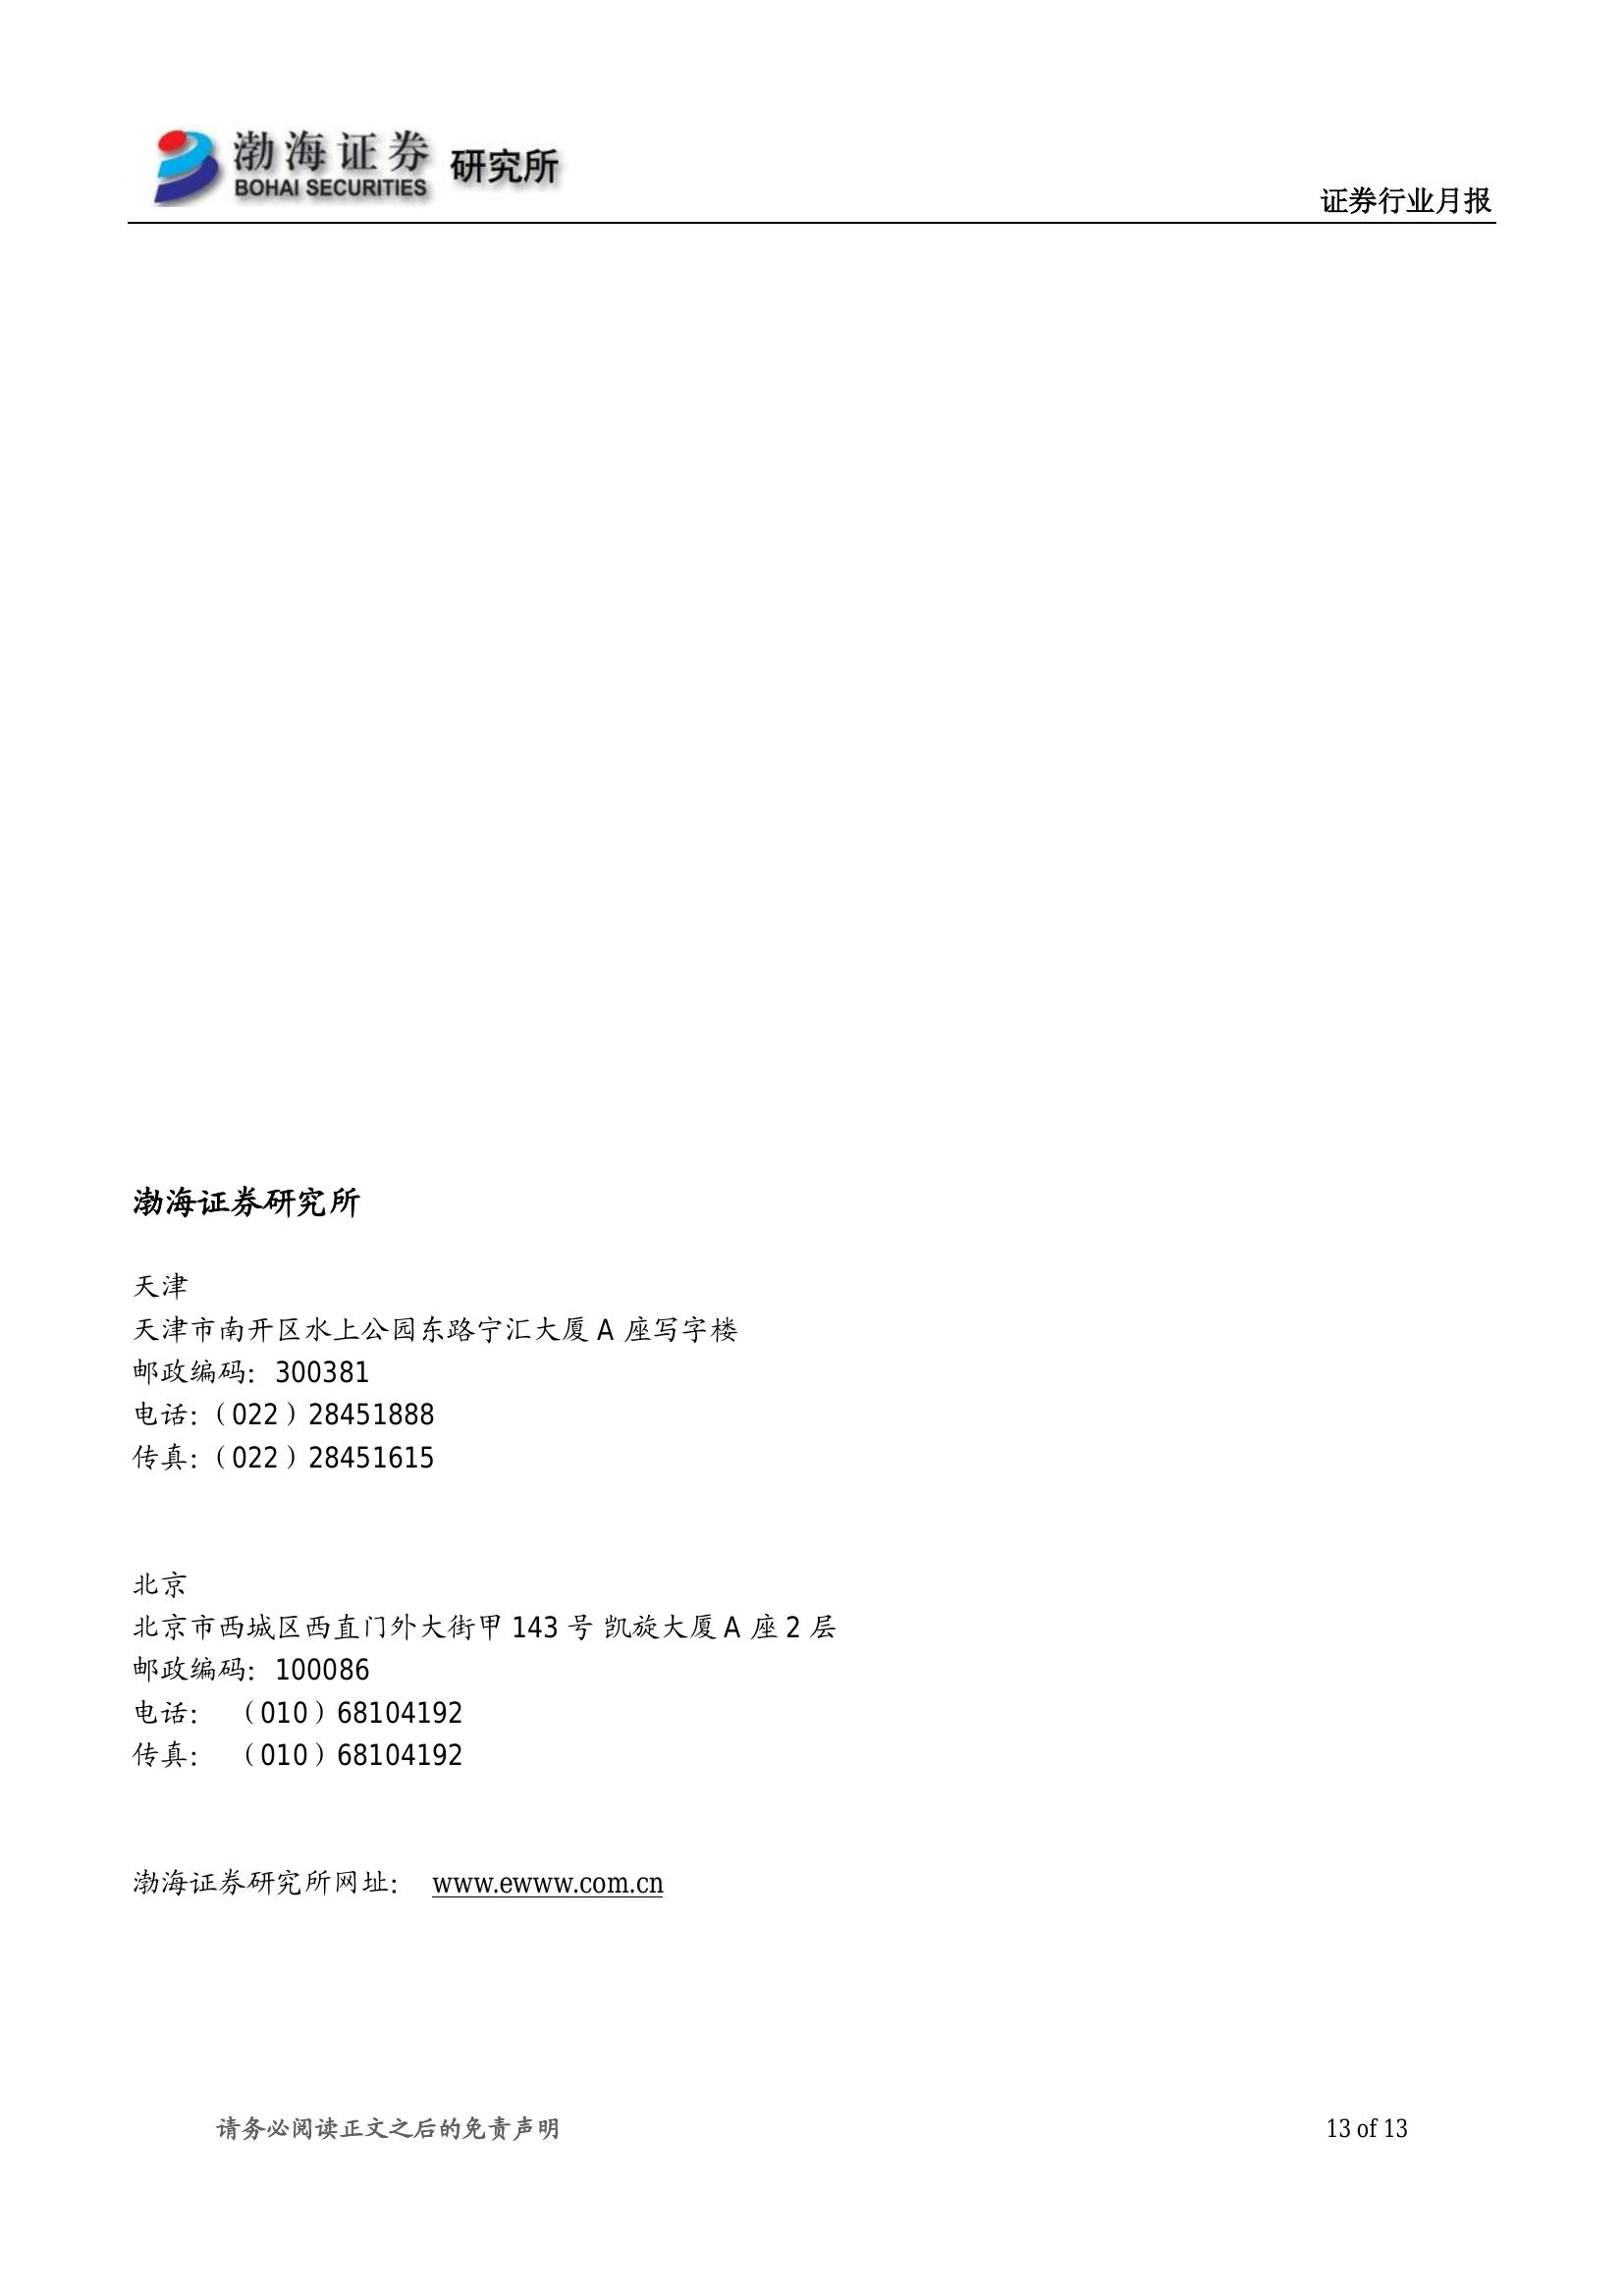 渤海证券
BOHAI SECURITIES
研究所
证券行业月报
渤海证券研究所
天津
天津市南开区水上公园东路宁汇大厦 A 座写字楼
邮政编码：300381
电话：（022）28451888
传真：（022）28451615
北京
北京市西城区西直门外大街甲 143 号 凯旋大厦 A 座 2 层
邮政编码：100086
电话： （010）68104192
传真： （010）68104192
渤海证券研究所网址： www.ewww.com.cn
请务必阅读正文之后的免责声明
13 of 13